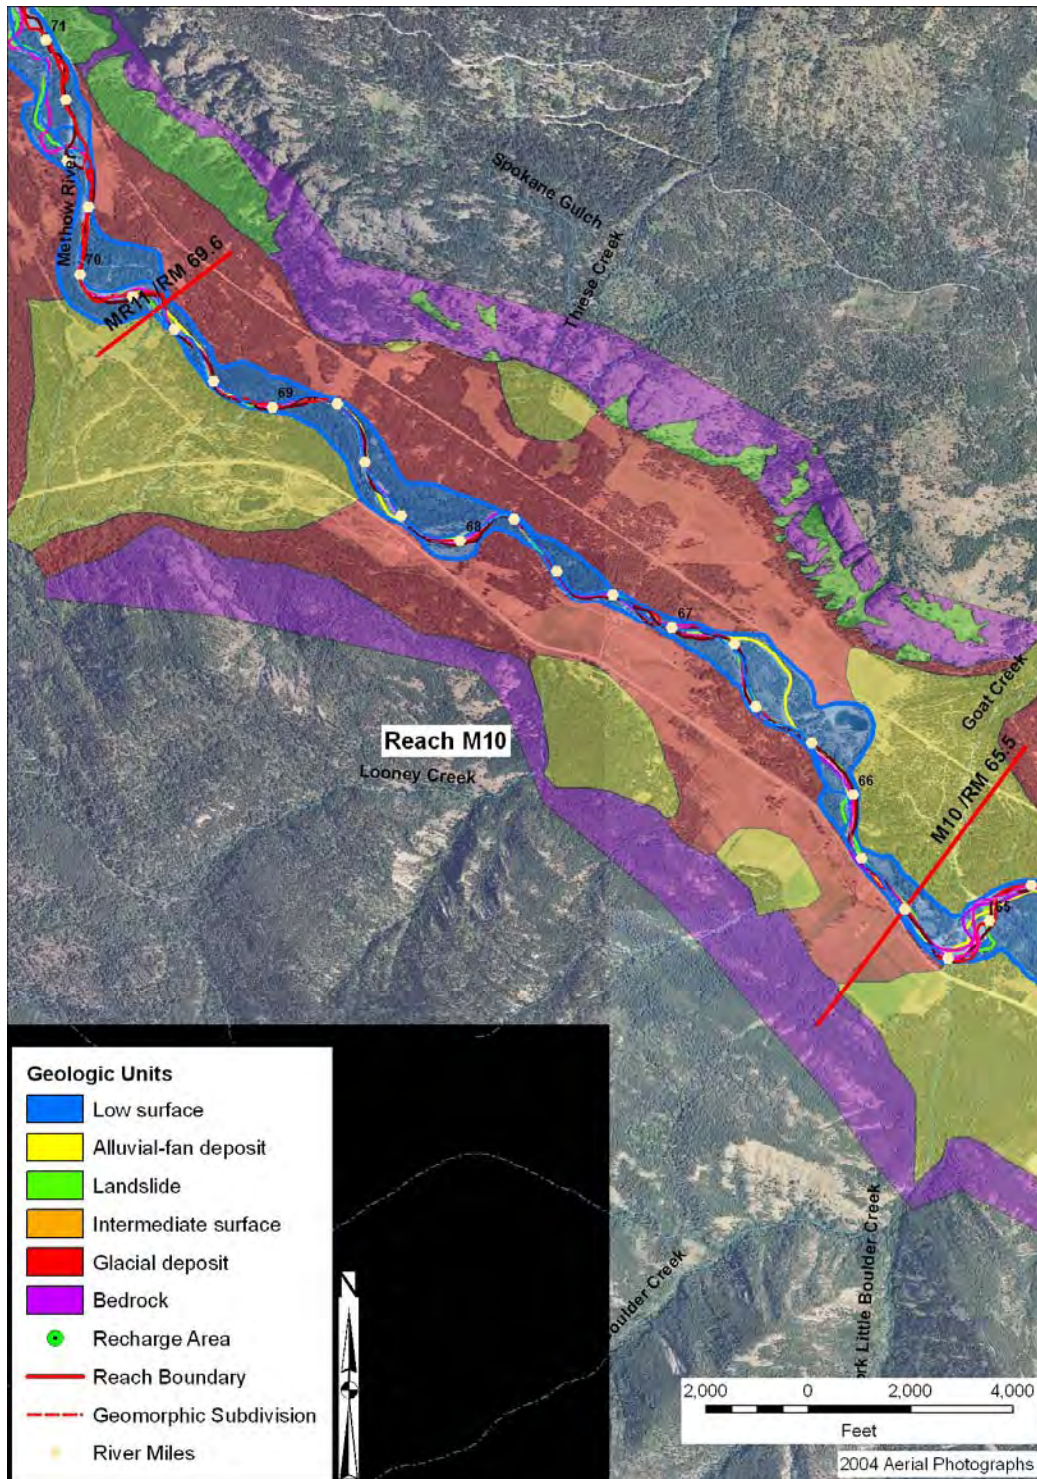 71
Methow River
Spokane Gulch
Thiese Creek
70
MR11 /RM 69.6
69
68
67
Goat Creek
Reach M10
Looney Creek
66
M10 /RM 65.5
65
Geologic Units
Low surface
Alluvial-fan deposit
Landslide
Intermediate surface
Glacial deposit
Bedrock
Recharge Area
Reach Boundary
Geomorphic Subdivision
River Miles
N
oulder Creek
ork Little Boulder Creek
2,000 0 2,000 4,000
Feet
2004 Aerial Photographs